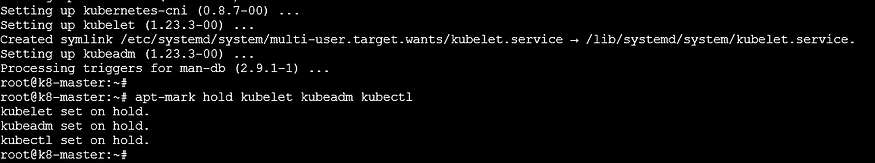 Setting up kubernetes-cni (0.8.7-00) ...
Setting up kubelet (1.23.3-00) ...
Created symlink /etc/systemd/system/multi-user.target.wants/kubelet.service → /lib/systemd/system/kubelet.service.
Setting up kubeadm (1.23.3-00) ...
Processing triggers for man-db (2.9.1-1) ...
root@k8-master:~#
root@k8-master:~# apt-mark hold kubelet kubeadm kubectl
kubelet set on hold.
kubeadm set on hold.
kubectl set on hold.
root@k8-master:~#